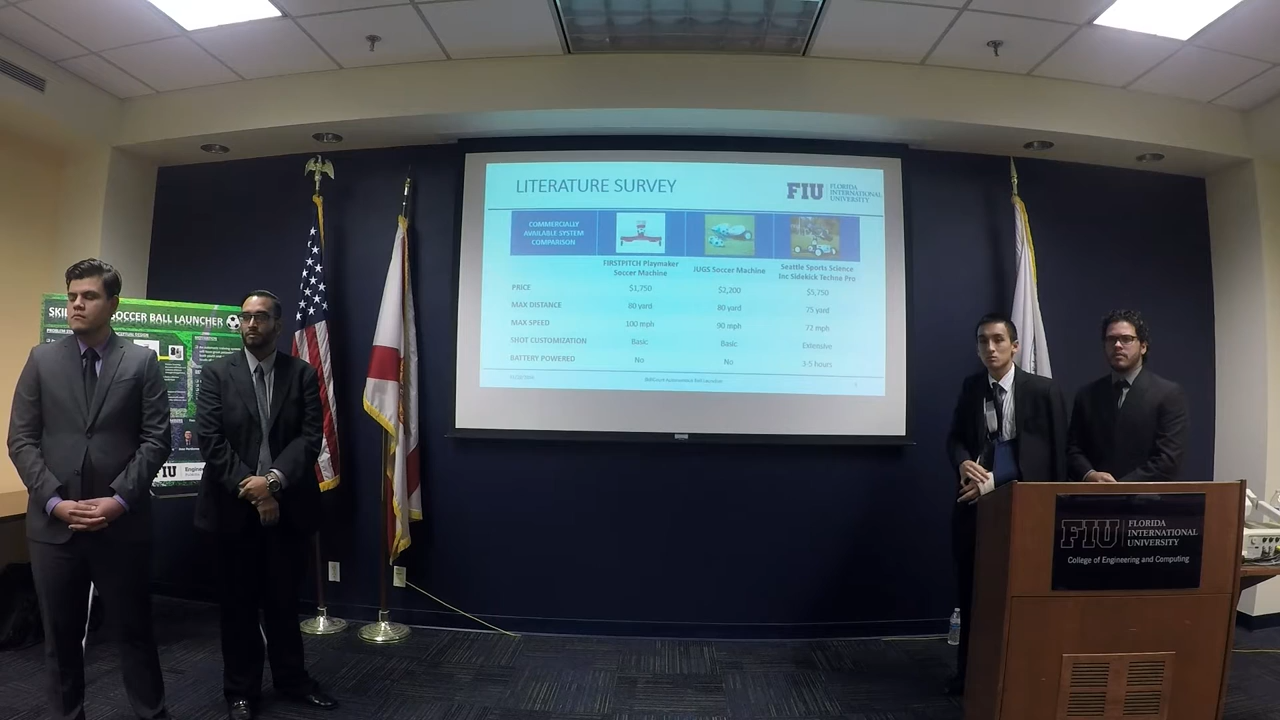 LITERATURE SURVEY
FIU FLORIDA
INTERNATIONAL
UNIVERSITY
COMMERCIALLY
AVAILABLE SYSTEM
COMPARISON
FIRSTPITCH Playmaker
Soccer Machine
JUGS Soccer Machine
Seattle Sports Science
Inc Sidekick Techne Pro
PRICE $1,750 $2,200 $5,750
MAX DISTANCE 80 yard 80 yard 75 yard
MAX SPEED 100 mph 90 mph 72 mph
SHOT CUSTOMIZATION Basic Basic Extensive
BATTERY POWERED No No 3-5 hours
SOCCER BALL LAUNCHER
FIU
FIU FLORIDA
INTERNATIONAL
UNIVERSITY
College of Engineering and Computing